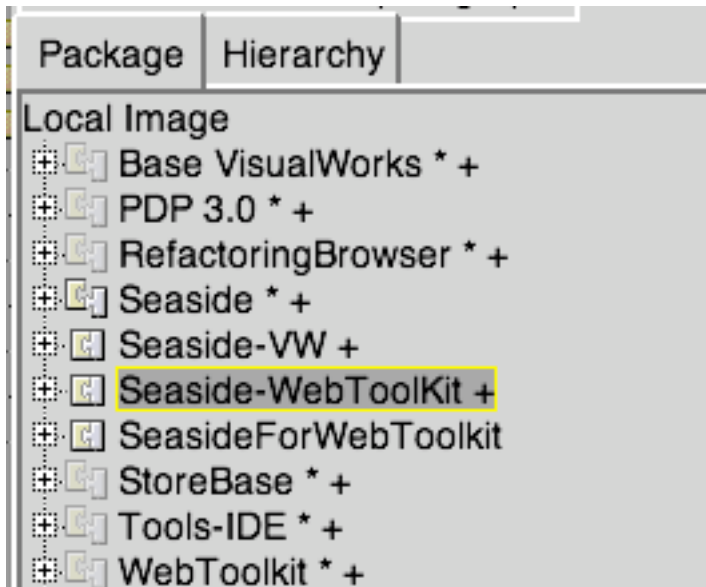 Package Hierarchy
Local Image
Base VisualWorks * +
PDP 3.0 * +
RefactoringBrowser * +
Seaside * +
Seaside-VW +
Seaside-WebToolKit +
SeasideForWebToolkit
StoreBase * +
Tools-IDE * +
WebToolkit * +